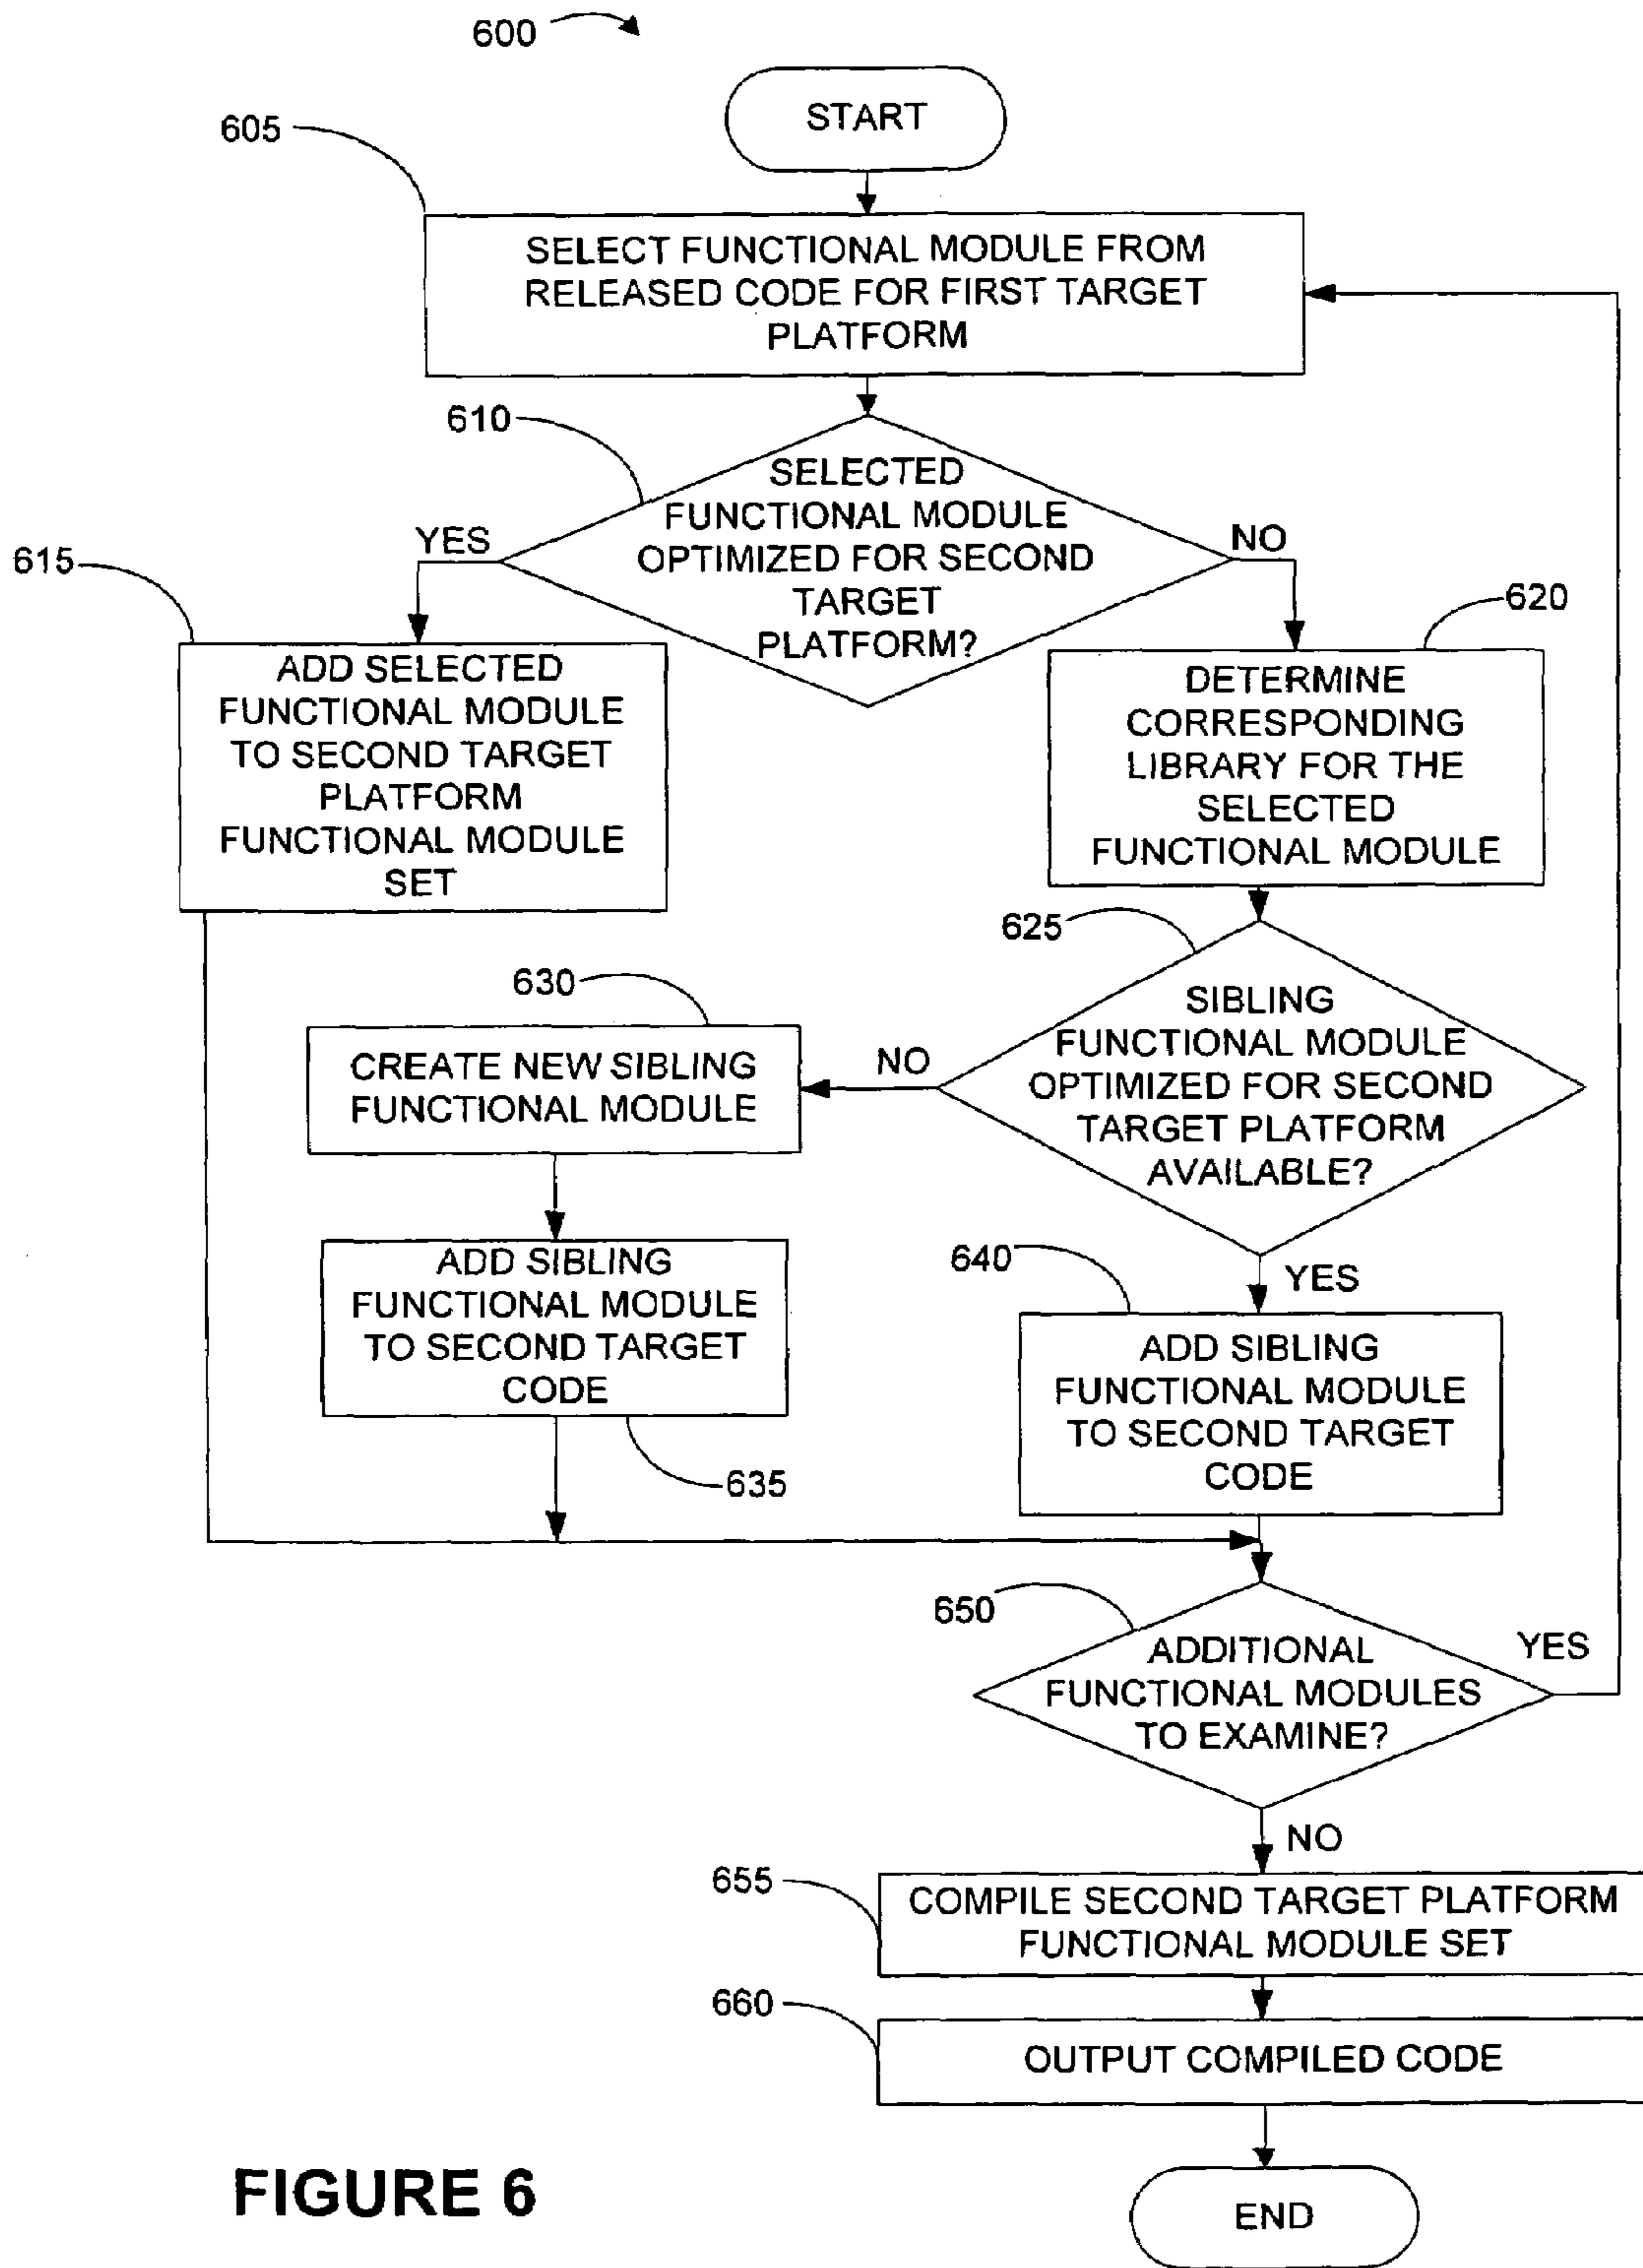 600
START
605
SELECT FUNCTIONAL MODULE FROM
RELEASED CODE FOR FIRST TARGET
PLATFORM
610
SELECTED
FUNCTIONAL MODULE
OPTIMIZED FOR SECOND
TARGET
PLATFORM?
YES
NO
615
ADD SELECTED
FUNCTIONAL MODULE
TO SECOND TARGET
PLATFORM
FUNCTIONAL MODULE
SET
620
DETERMINE
CORRESPONDING
LIBRARY FOR THE
SELECTED
FUNCTIONAL MODULE
625
SIBLING
FUNCTIONAL MODULE
OPTIMIZED FOR SECOND
TARGET PLATFORM
AVAILABLE?
NO
630
CREATE NEW SIBLING
FUNCTIONAL MODULE
ADD SIBLING
FUNCTIONAL MODULE
TO SECOND TARGET
CODE
635
YES
640
ADD SIBLING
FUNCTIONAL MODULE
TO SECOND TARGET
CODE
650
ADDITIONAL
FUNCTIONAL MODULES
TO EXAMINE?
YES
NO
655
COMPILE SECOND TARGET PLATFORM
FUNCTIONAL MODULE SET
660
OUTPUT COMPILED CODE
END
FIGURE 6